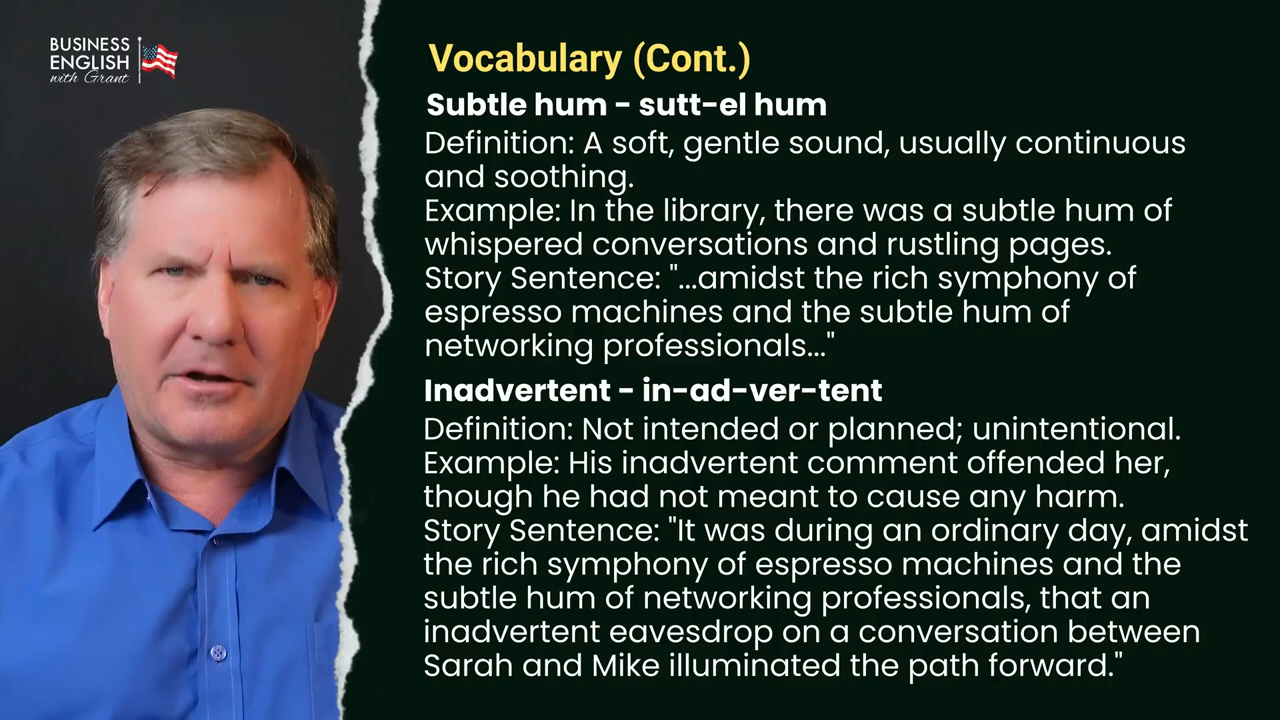 BUSINESS
ENGLISH
with Grant
Vocabulary (Cont.)
Subtle hum - sutt-el hum
Definition: A soft, gentle sound, usually continuous
and soothing.
Example: In the library, there was a subtle hum of
whispered conversations and rustling pages.
Story Sentence: "...amidst the rich symphony of
espresso machines and the subtle hum of
networking professionals..."
Inadvertent - in-ad-ver-tent
Definition: Not intended or planned; unintentional.
Example: His inadvertent comment offended her,
though he had not meant to cause any harm.
Story Sentence: "It was during an ordinary day, amidst
the rich symphony of espresso machines and the
subtle hum of networking professionals, that an
inadvertent eavesdrop on a conversation between
Sarah and Mike illuminated the path forward."